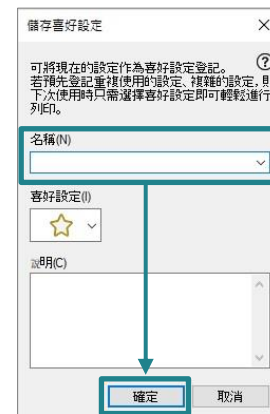 儲存喜好設定
可將現在的設定作為喜好設定登記。
若預先登記重複使用的設定、複雜的設定，則
下次使用時只需選擇喜好設定即可輕鬆進行
列印。
名稱(N)
喜好設定(I)
說明(C)
確定 取消